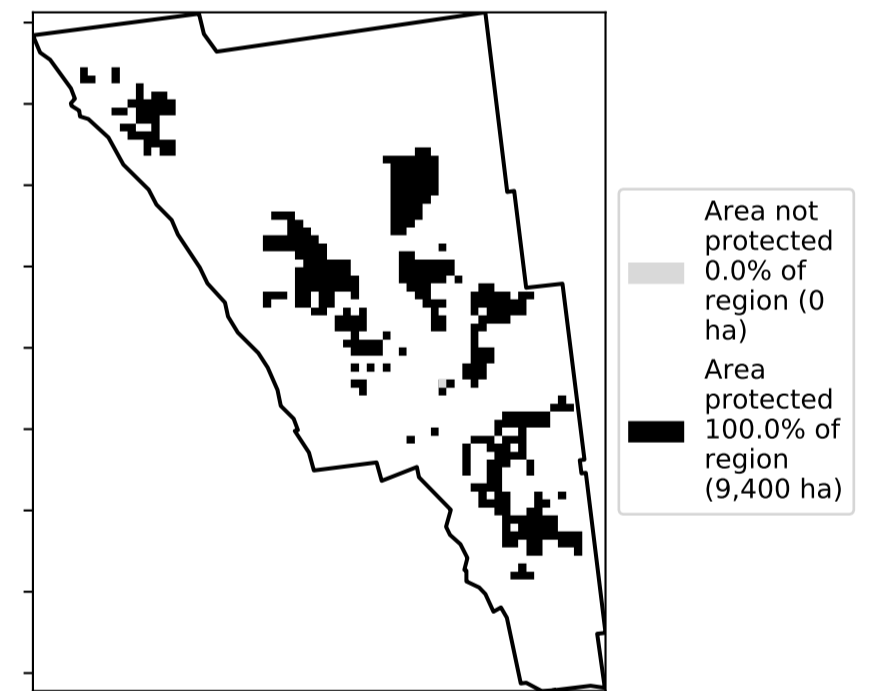 Area not
protected
0.0% of
region (0
ha)
Area
protected
100.0% of
region
(9,400 ha)